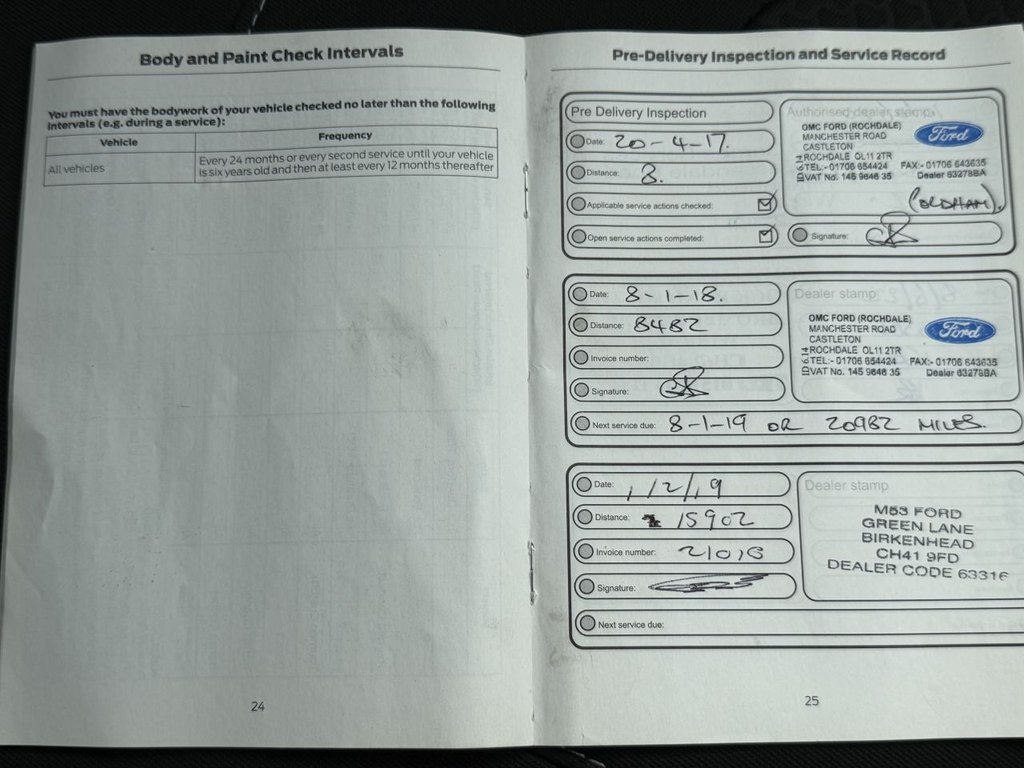 Body and Paint Check Intervals
You must have the bodywork of your vehicle checked no later than the following
intervals (e.g. during a service):
Vehicle Frequency
All vehicles Every 24 months or every second service until your vehicle
is six years old and then at least every 12 months thereafter
24
Pre-Delivery Inspection and Service Record
Pre Delivery Inspection
Date: 20-4-17.
Distance: 8.
Applicable service actions checked:
Open service actions completed:
Authorised dealer stamp
OMC FORD (ROCHDALE)
MANCHESTER ROAD
CASTLETON
ROCHDALE OL11 2TR
TEL:- 01706 654424 FAX:- 01706 643635
VAT No. 145 9648 35 Dealer 63278BA
Ford
(OLDHAM).
Signature:
Date: 8-1-18.
Distance: 8482
Invoice number:
Signature:
Dealer stamp
OMC FORD (ROCHDALE)
MANCHESTER ROAD
CASTLETON
ROCHDALE OL11 2TR
TEL:- 01706 654424 FAX:- 01706 643635
VAT No. 145 9648 35 Dealer 63278BA
Ford
Next service due: 8-1-19 OR 20982 MILES.
Date: 1/2/19
Distance: 15902
Invoice number:
Signature:
Dealer stamp
M53 FORD
GREEN LANE
BIRKENHEAD
CH41 9FD
DEALER CODE 63316
Next service due:
25